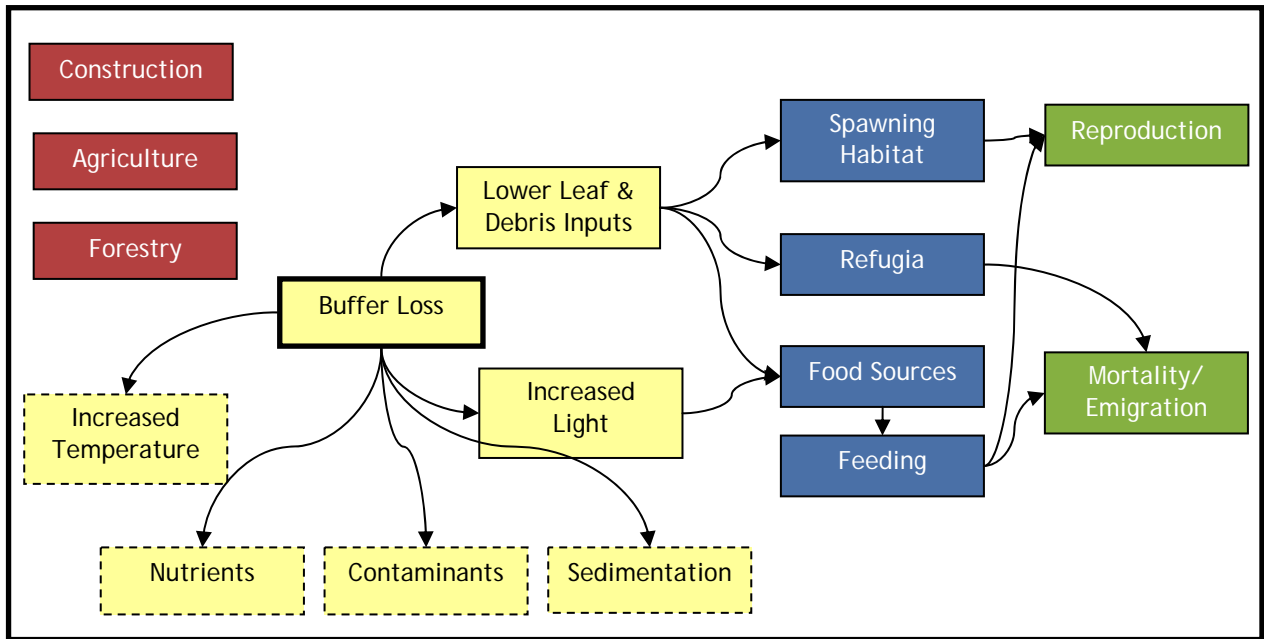 Construction
Agriculture
Forestry
Buffer Loss
Lower Leaf &
Debris Inputs
Increased
Light
Increased
Temperature
Nutrients
Contaminants
Sedimentation
Spawning
Habitat
Refugia
Food Sources
Feeding
Reproduction
Mortality/
Emigration